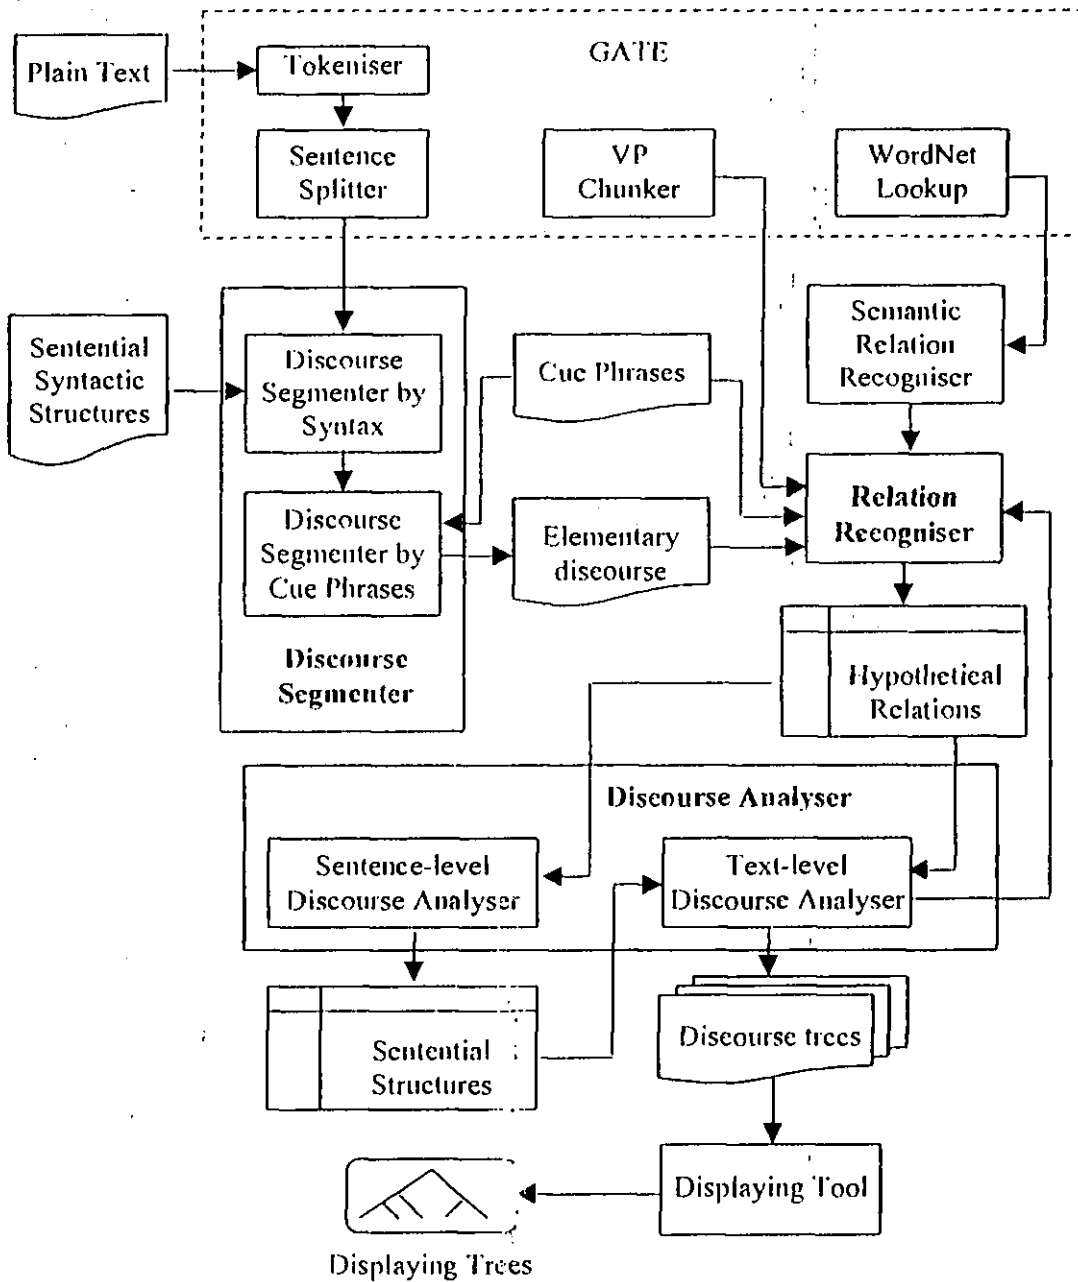 GATE
Plain Text
Tokeniser
Sentence
Splitter
VP
Chunker
WordNet
Lookup
Sentential
Syntactic
Structures
Discourse
Segmenter by
Syntax
Cue Phrases
Semantic
Relation
Recogniser
Discourse
Segmenter by
Cue Phrases
Elementary
discourse
Relation
Recogniser
Discourse
Segmenter
Hypothetical
Relations
Discourse Analyser
Sentence-level
Discourse Analyser
Text-level
Discourse Analyser
Sentential
Structures
Discourse trees
Displaying Tool
Displaying Trees